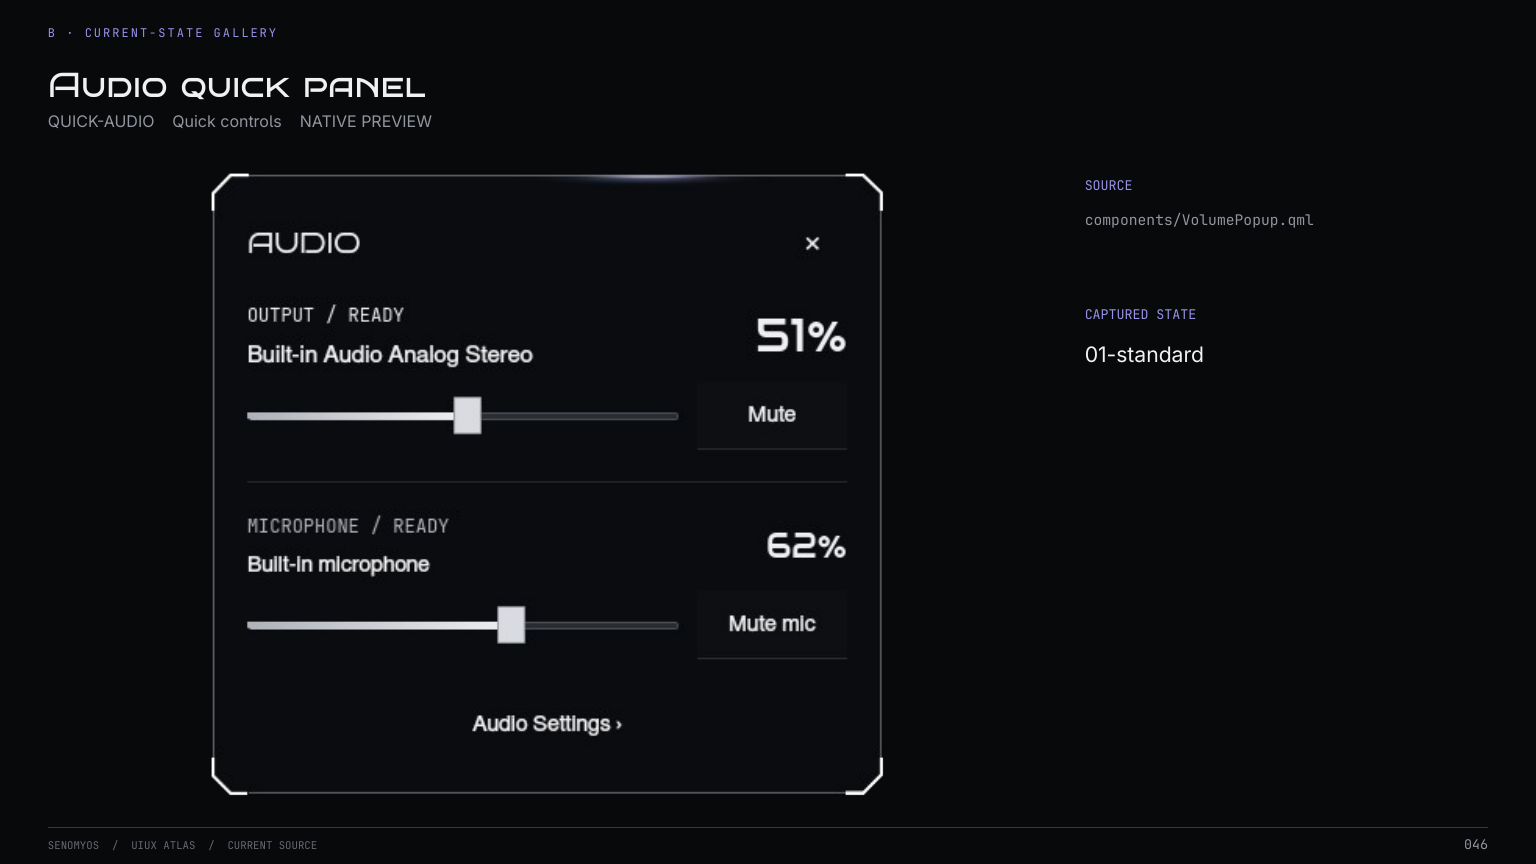 B · CURRENT-STATE GALLERY
AUDIO QUICK PANEL
QUICK-AUDIO Quick controls NATIVE PREVIEW
AUDIO ×
OUTPUT / READY
51%
Built-in Audio Analog Stereo
Mute
MICROPHONE / READY
62%
Built-in microphone
Mute mic
Audio Settings ›
SOURCE
components/VolumePopup.qml
CAPTURED STATE
01-standard
SENOMYOS / UIUX ATLAS / CURRENT SOURCE
046